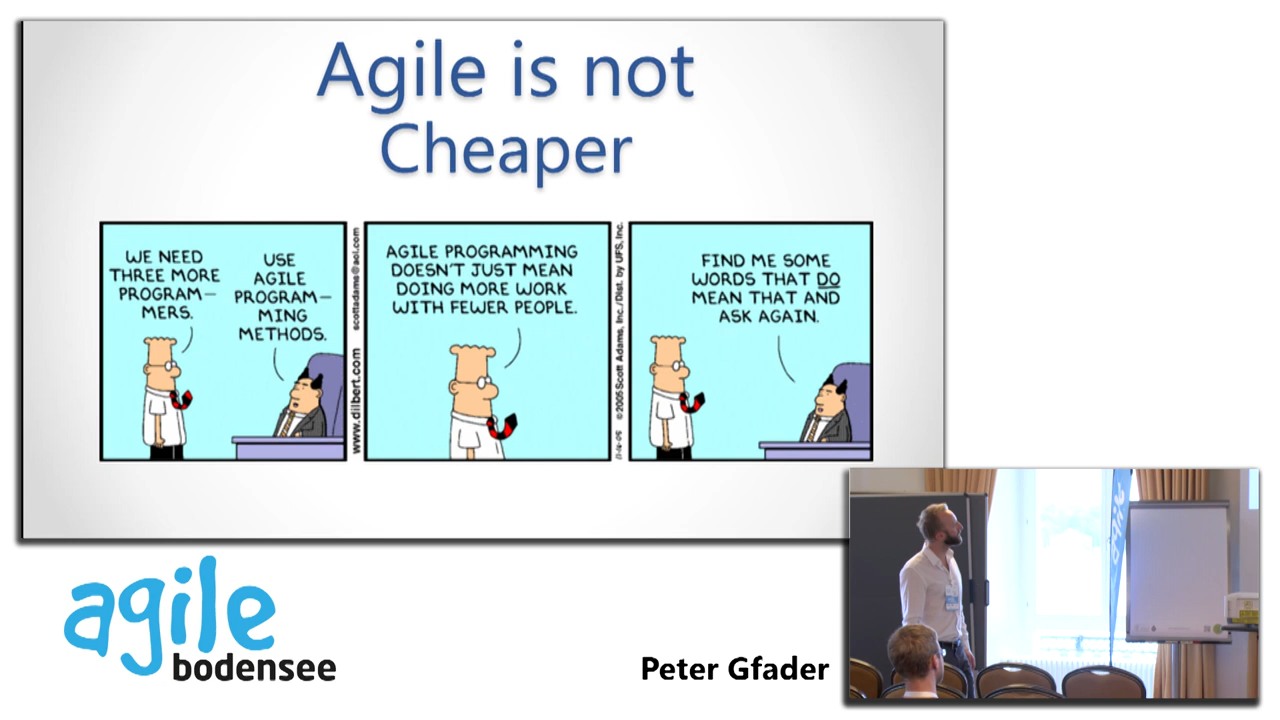 Agile is not
Cheaper
WE NEED
THREE MORE
PROGRAM—
MERS.
USE
AGILE
PROGRAM—
MING
METHODS.
www.dilbert.com scottadams@aol.com
AGILE PROGRAMMING
DOESN'T JUST MEAN
DOING MORE WORK
WITH FEWER PEOPLE.
©2005 Scott Adams, Inc./Dist. by UFS, Inc.
FIND ME SOME
WORDS THAT DO
MEAN THAT AND
ASK AGAIN.
agile
bodensee
Peter Gfader